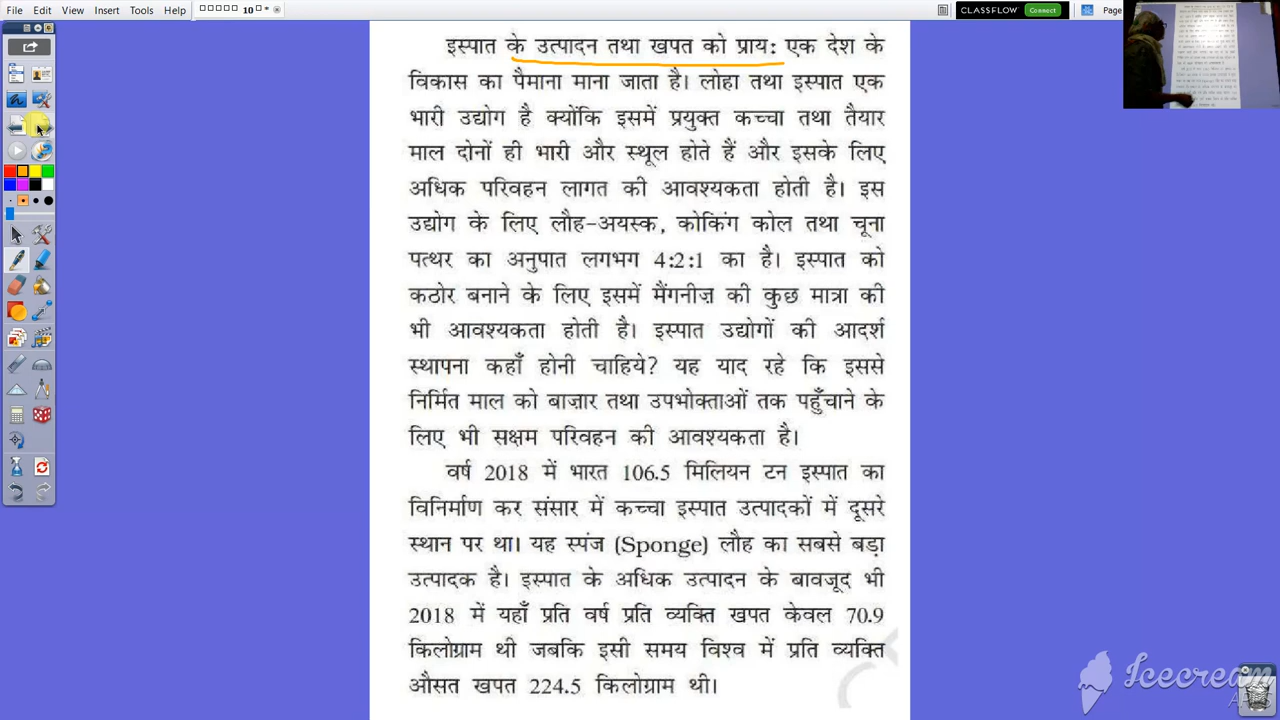 File Edit View Insert Tools Help
10
CLASSFLOW
Page
इस्पात के उत्पादन तथा खपत को प्रायः एक देश के
विकास का पैमाना माना जाता है। लोहा तथा इस्पात एक
भारी उद्योग है क्योंकि इसमें प्रयुक्त कच्चा तथा तैयार
माल दोनों ही भारी और स्थूल होते हैं और इसके लिए
अधिक परिवहन लागत की आवश्यकता होती है। इस
उद्योग के लिए लौह-अयस्क, कोकिंग कोल तथा चूना
पत्थर का अनुपात लगभग 4:2:1 का है। इस्पात को
कठोर बनाने के लिए इसमें मैंगनीज़ की कुछ मात्रा की
भी आवश्यकता होती है। इस्पात उद्योगों की आदर्श
स्थापना कहाँ होनी चाहिये? यह याद रहे कि इससे
निर्मित माल को बाज़ार तथा उपभोक्ताओं तक पहुँचाने के
लिए भी सक्षम परिवहन की आवश्यकता है।
वर्ष 2018 में भारत 106.5 मिलियन टन इस्पात का
विनिर्माण कर संसार में कच्चा इस्पात उत्पादकों में दूसरे
स्थान पर था। यह स्पंज (Sponge) लौह का सबसे बड़ा
उत्पादक है। इस्पात के अधिक उत्पादन के बावजूद भी
2018 में यहाँ प्रति वर्ष प्रति व्यक्ति खपत केवल 70.9
किलोग्राम थी जबकि इसी समय विश्व में प्रति व्यक्ति
औसत खपत 224.5 किलोग्राम थी।
Icecream